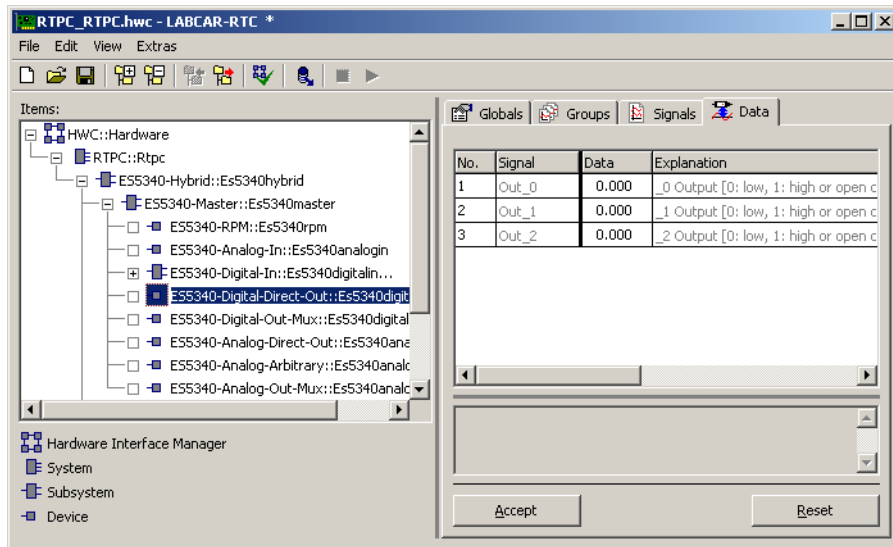 RTPC_RTPC.hwc - LABCAR-RTC *
File Edit View Extras
Items:
HWC::Hardware
RTPC::Rtpc
ES5340-Hybrid::Es5340hybrid
ES5340-Master::Es5340master
ES5340-RPM::Es5340rpm
ES5340-Analog-In::Es5340analogin
ES5340-Digital-In::Es5340digitalin...
ES5340-Digital-Direct-Out::Es5340digit
ES5340-Digital-Out-Mux::Es5340digital
ES5340-Analog-Direct-Out::Es5340ana
ES5340-Analog-Arbitrary::Es5340analo
ES5340-Analog-Out-Mux::Es5340analo
Hardware Interface Manager
System
Subsystem
Device
Globals Groups Signals Data
No. Signal Data Explanation
1 Out_0 0.000 _0 Output [0: low, 1: high or open c
2 Out_1 0.000 _1 Output [0: low, 1: high or open c
3 Out_2 0.000 _2 Output [0: low, 1: high or open c
Accept Reset